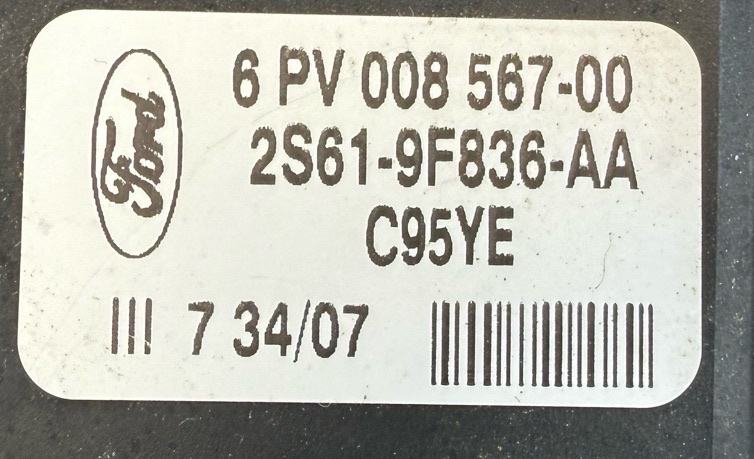 Ford
6 PV 008 567-00
2S61-9F836-AA
C95YE
III 7 34/07